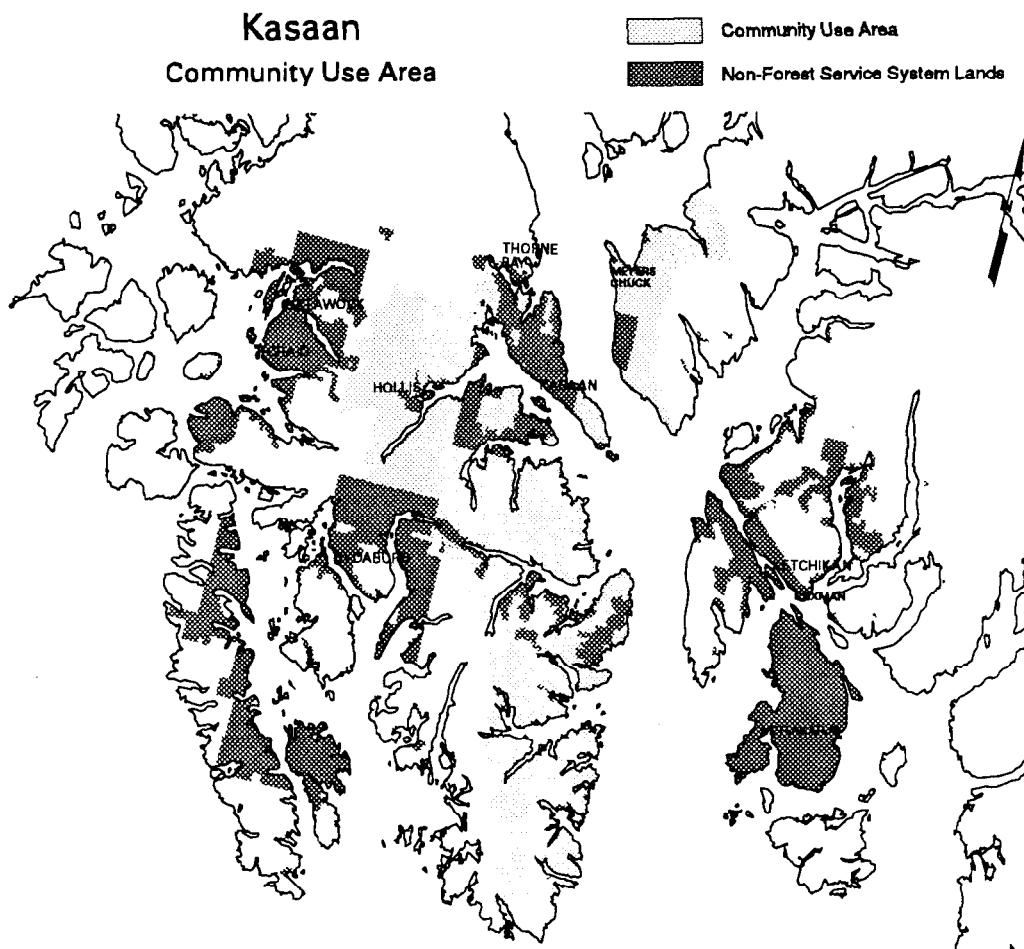 Kasaan
Community Use Area
Community Use Area
Non-Forest Service System Lands
THORNE
BAY
MEYERS
CHUCK
HOLLIS
KASAAN
KETCHIKAN